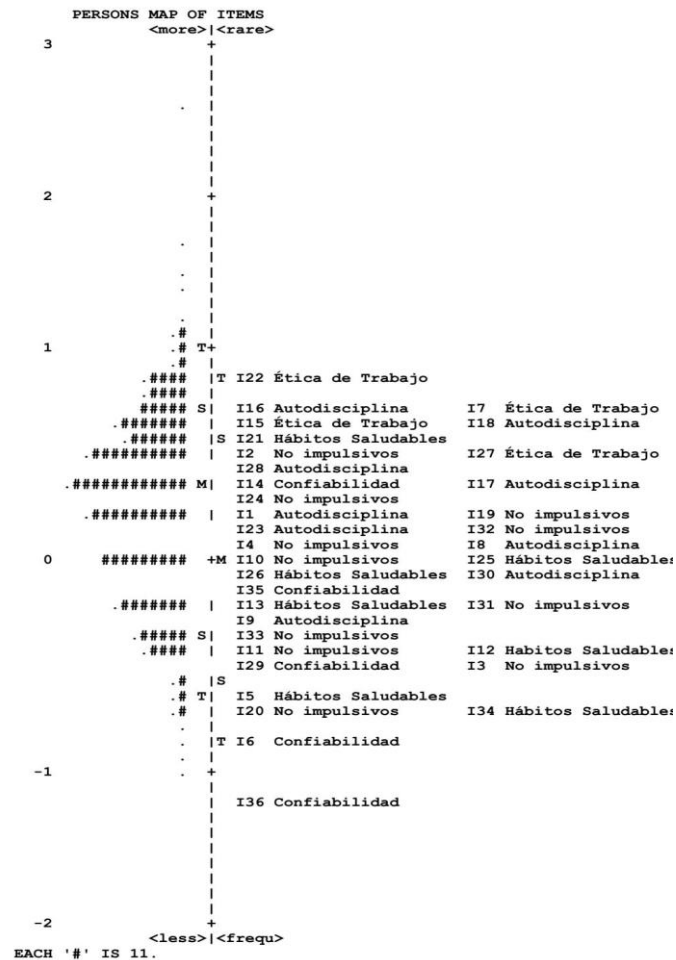 PERSONS MAP OF ITEMS
<more>|<rare>
3 +
|
|
|
. |
|
|
|
|
|
2 +
|
|
. |
|
. |
. |
|
. |
.# |
1 .# T+
.# |
.#### |T I22 Ética de Trabajo
.#### |
##### S| I16 Autodisciplina I7 Ética de Trabajo
.####### | I15 Ética de Trabajo I18 Autodisciplina
.###### |S I21 Hábitos Saludables
.########## | I2 No impulsivos I27 Ética de Trabajo
I28 Autodisciplina
.############ M| I14 Confiabilidad I17 Autodisciplina
I24 No impulsivos
.########## | I1 Autodisciplina I19 No impulsivos
I23 Autodisciplina I32 No impulsivos
I4 No impulsivos I8 Autodisciplina
0 ######### +M I10 No impulsivos I25 Hábitos Saludables
I26 Hábitos Saludables I30 Autodisciplina
I35 Confiabilidad
.####### | I13 Hábitos Saludables I31 No impulsivos
I9 Autodisciplina
.##### S| I33 No impulsivos
.#### | I11 No impulsivos I12 Habitos Saludables
I29 Confiabilidad I3 No impulsivos
.# |S
.# T| I5 Hábitos Saludables
.# | I20 No impulsivos I34 Hábitos Saludables
. |
. |T I6 Confiabilidad
. |
-1 . +
|
| I36 Confiabilidad
|
|
|
|
|
|
|
-2 +
<less>|<frequ>
EACH '#' IS 11.